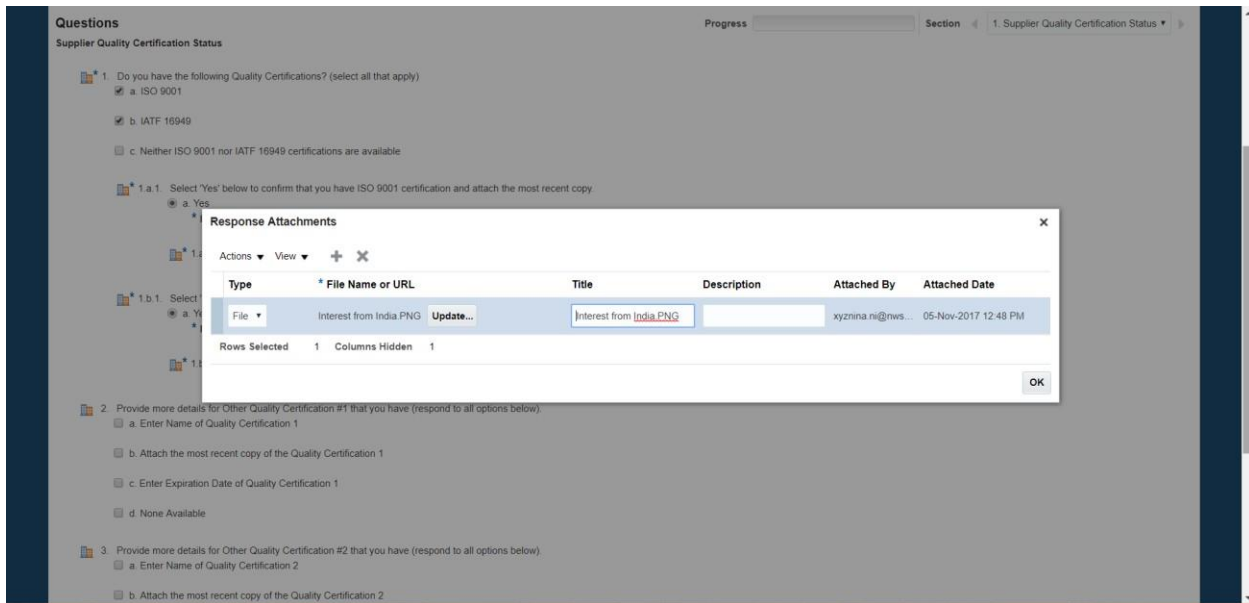 Questions
Progress
Section
1. Supplier Quality Certification Status
Supplier Quality Certification Status
* 1. Do you have the following Quality Certifications? (select all that apply)
a. ISO 9001
b. IATF 16949
c. Neither ISO 9001 nor IATF 16949 certifications are available
* 1.a.1. Select 'Yes' below to confirm that you have ISO 9001 certification and attach the most recent copy.
a. Yes
*
Response Attachments
* 1.a
Actions View
Type * File Name or URL Title Description Attached By Attached Date
* 1.b.1. Select '
a. Ye
File Interest from India.PNG Update... Interest from India.PNG xyznina.ni@nws... 05-Nov-2017 12:48 PM
*
Rows Selected 1 Columns Hidden 1
* 1.b
OK
2. Provide more details for Other Quality Certification #1 that you have (respond to all options below).
a. Enter Name of Quality Certification 1
b. Attach the most recent copy of the Quality Certification 1
c. Enter Expiration Date of Quality Certification 1
d. None Available
3. Provide more details for Other Quality Certification #2 that you have (respond to all options below).
a. Enter Name of Quality Certification 2
b. Attach the most recent copy of the Quality Certification 2